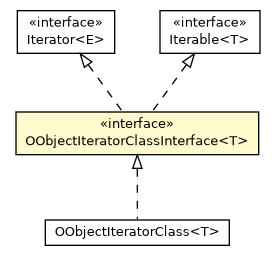 «interface»
Iterator<E>
«interface»
Iterable<T>
«interface»
OObjectIteratorClassInterface<T>
OObjectIteratorClass<T>